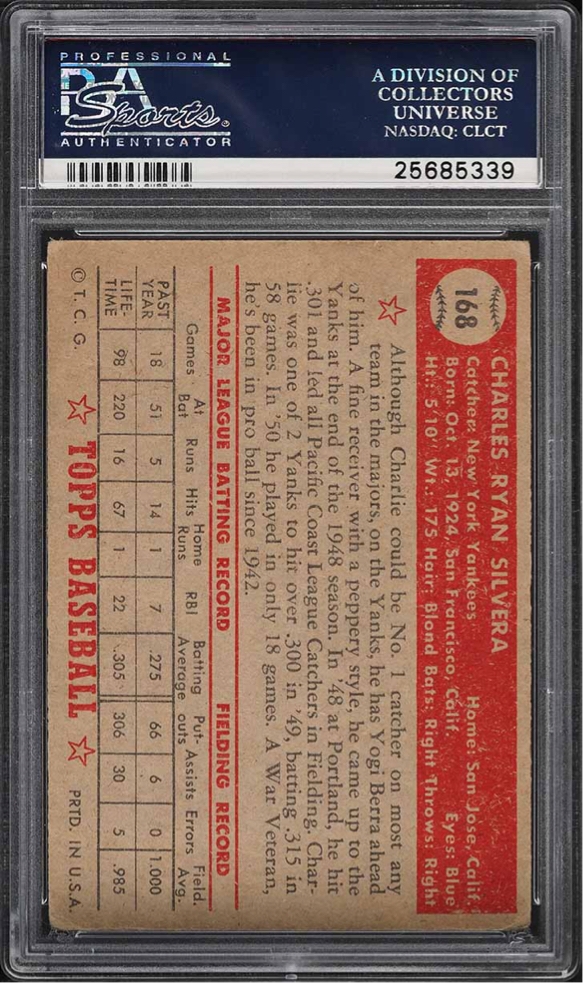 PROFESSIONAL
PSA
Sports
AUTHENTICATOR
A DIVISION OF
COLLECTORS
UNIVERSE
NASDAQ: CLCT
25685339
168
CHARLES RYAN SILVERA
Catcher: New York Yankees Home: San Jose, Calif.
Born: Oct. 13, 1924, San Francisco, Calif. Eyes: Blue
Ht.: 5'10" Wt.: 175 Hair: Blond Bats: Right Throws: Right
Although Charlie could be No. 1 catcher on most any
team in the majors, on the Yanks, he has Yogi Berra ahead
of him. A fine receiver with a peppery style, he came up to the
Yanks at the end of the 1948 season. In '48 at Portland, he hit
.301 and led all Pacific Coast League Catchers in Fielding. Char-
lie was one of 2 Yanks to hit over .300 in '49, batting .315 in
58 games. In '50 he played in only 18 games. A War Veteran,
he's been in pro ball since 1942.
MAJOR LEAGUE BATTING RECORD FIELDING RECORD
Games At Bat Runs Hits Home Runs RBI Batting Average Put-outs Assists Errors Field. Avg.
PAST YEAR 18 51 5 14 1 7 .275 66 6 0 1.000
LIFE-TIME 98 220 16 67 1 22 .305 306 30 5 .985
© T. C. G. TOPPS BASEBALL PRTD. IN U.S.A.